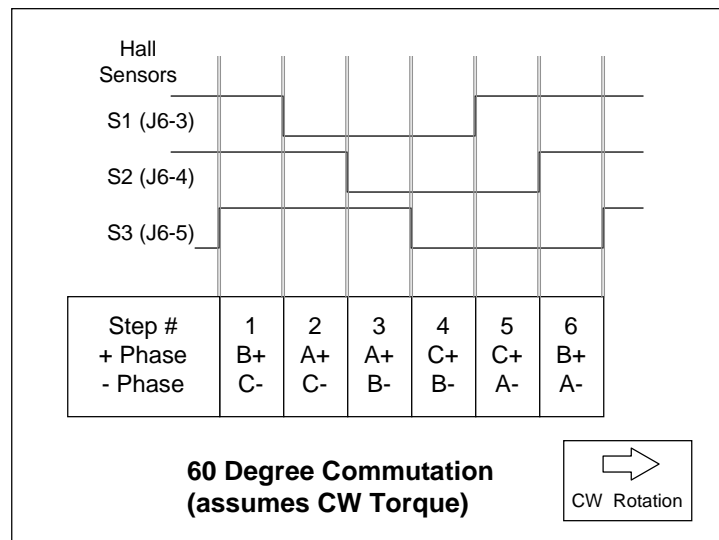 Hall
Sensors
S1 (J6-3)
S2 (J6-4)
S3 (J6-5)
Step # 1 2 3 4 5 6
+ Phase B+ A+ A+ C+ C+ B+
- Phase C- C- B- B- A- A-
60 Degree Commutation
(assumes CW Torque)
CW Rotation